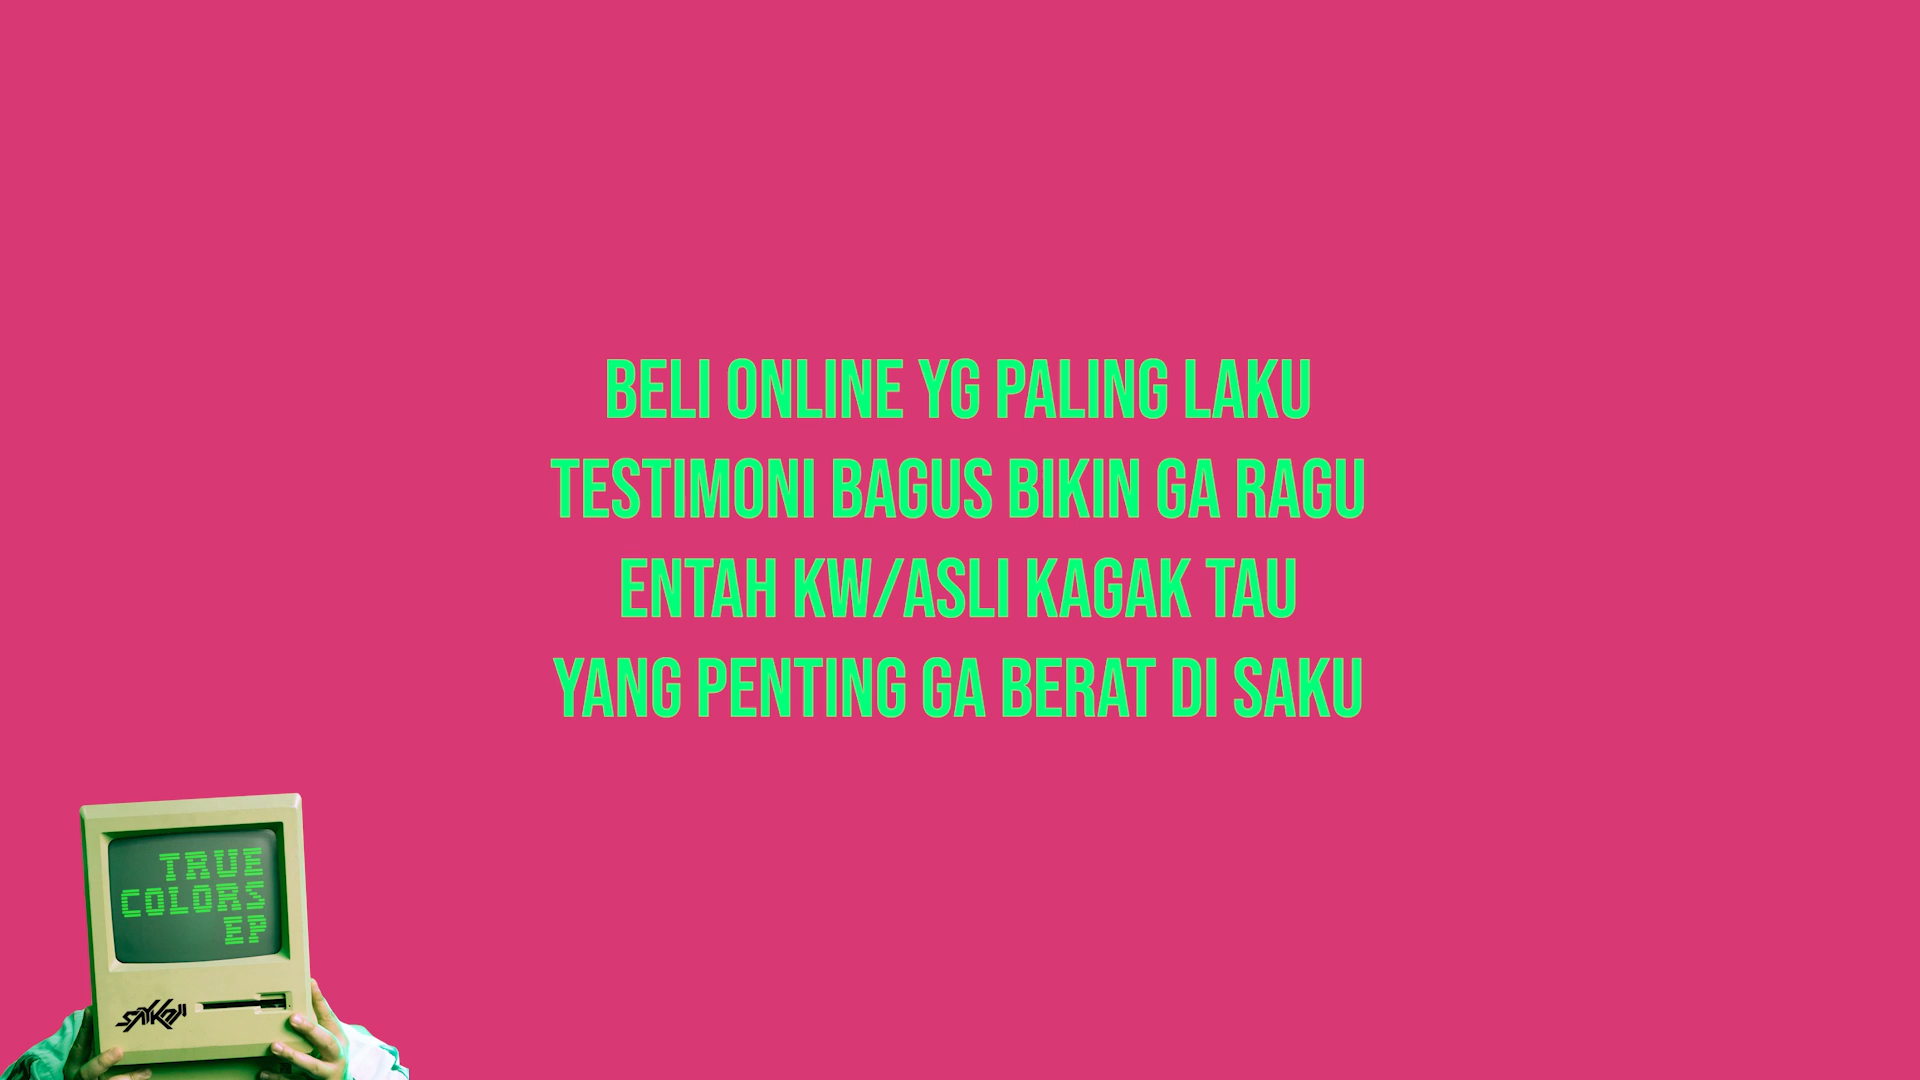 BELI ONLINE YG PALING LAKU
TESTIMONI BAGUS BIKIN GA RAGU
ENTAH KW/ASLI KAGAK TAU
YANG PENTING GA BERAT DI SAKU
TRUE
COLORS
EP
SAYKOJI